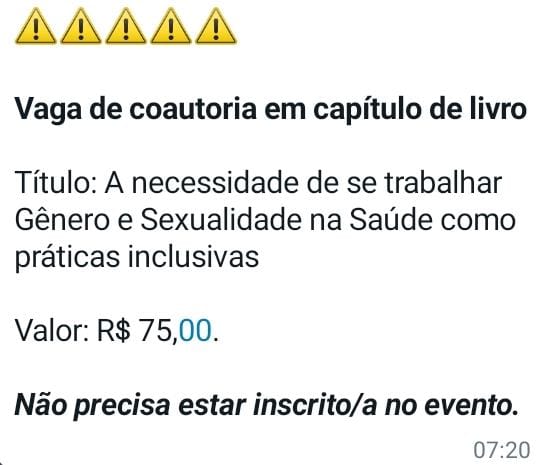 Vaga de coautoria em capítulo de livro
Título: A necessidade de se trabalhar
Gênero e Sexualidade na Saúde como
práticas inclusivas
Valor: R$ 75,00.
Não precisa estar inscrito/a no evento.
07:20